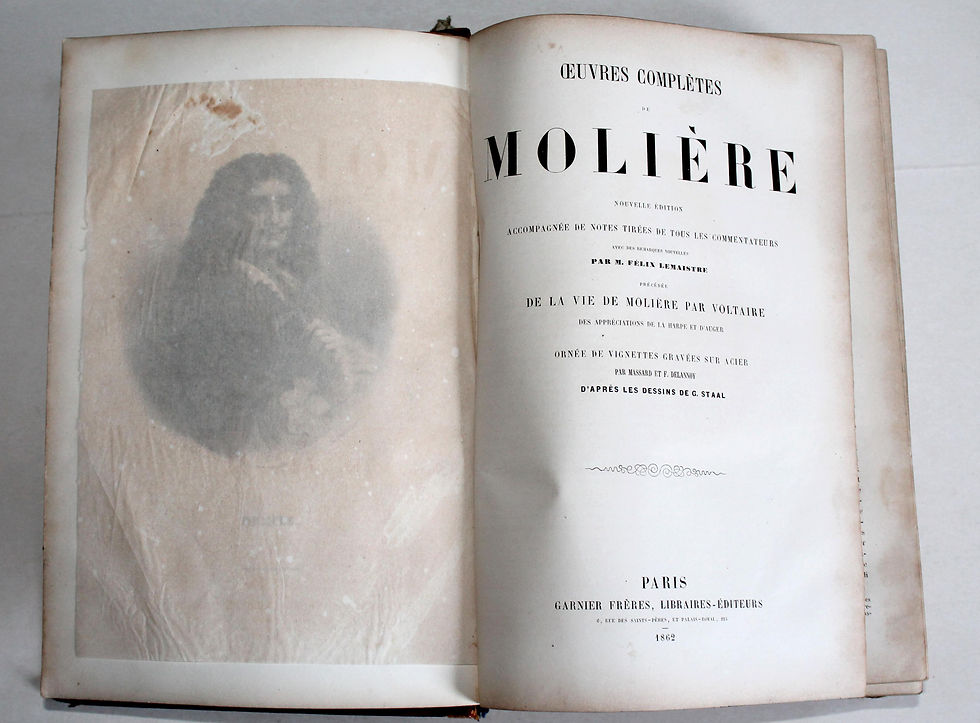 ŒUVRES COMPLÈTES
DE
MOLIÈRE
NOUVELLE ÉDITION
ACCOMPAGNÉE DE NOTES TIRÉES DE TOUS LES COMMENTATEURS
AVEC DES REMARQUES NOUVELLES
PAR M. FÉLIX LEMAISTRE
PRÉCÉDÉE
DE LA VIE DE MOLIÈRE PAR VOLTAIRE
DES APPRÉCIATIONS DE LA HARPE ET D'AUGER
ORNÉE DE VIGNETTES GRAVÉES SUR ACIER
PAR MASSARD ET F. DELANNOY
D'APRÈS LES DESSINS DE G. STAAL
PARIS
GARNIER FRÈRES, LIBRAIRES-ÉDITEURS
6, RUE DES SAINTS-PÈRES, ET PALAIS-ROYAL, 215
1862